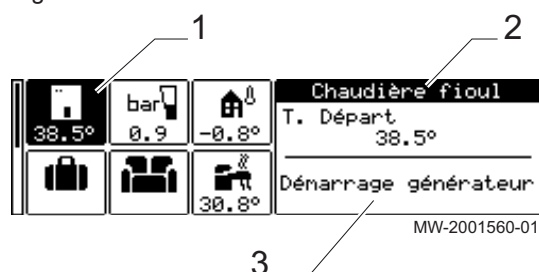 1
2
Chaudière fioul
T. Départ
38.5°
bar
38.5°
0.9
-0.8°
30.8°
Démarrage générateur
MW-2001560-01
3